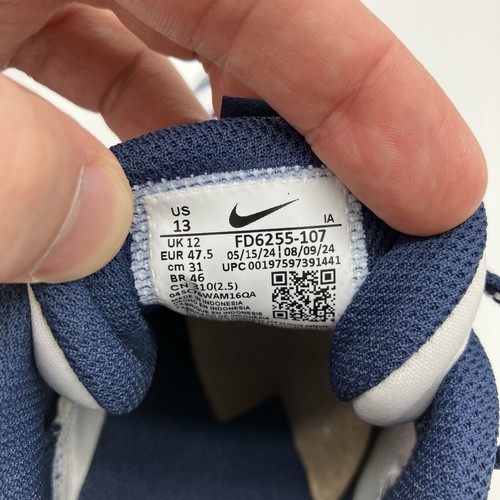 US
13
IA
UK 12
FD6255-107
EUR 47.5
05/15/24 | 08/09/24
cm 31
UPC 00197597391441
BR 46
CN 310(2.5)
MADE IN INDONESIA